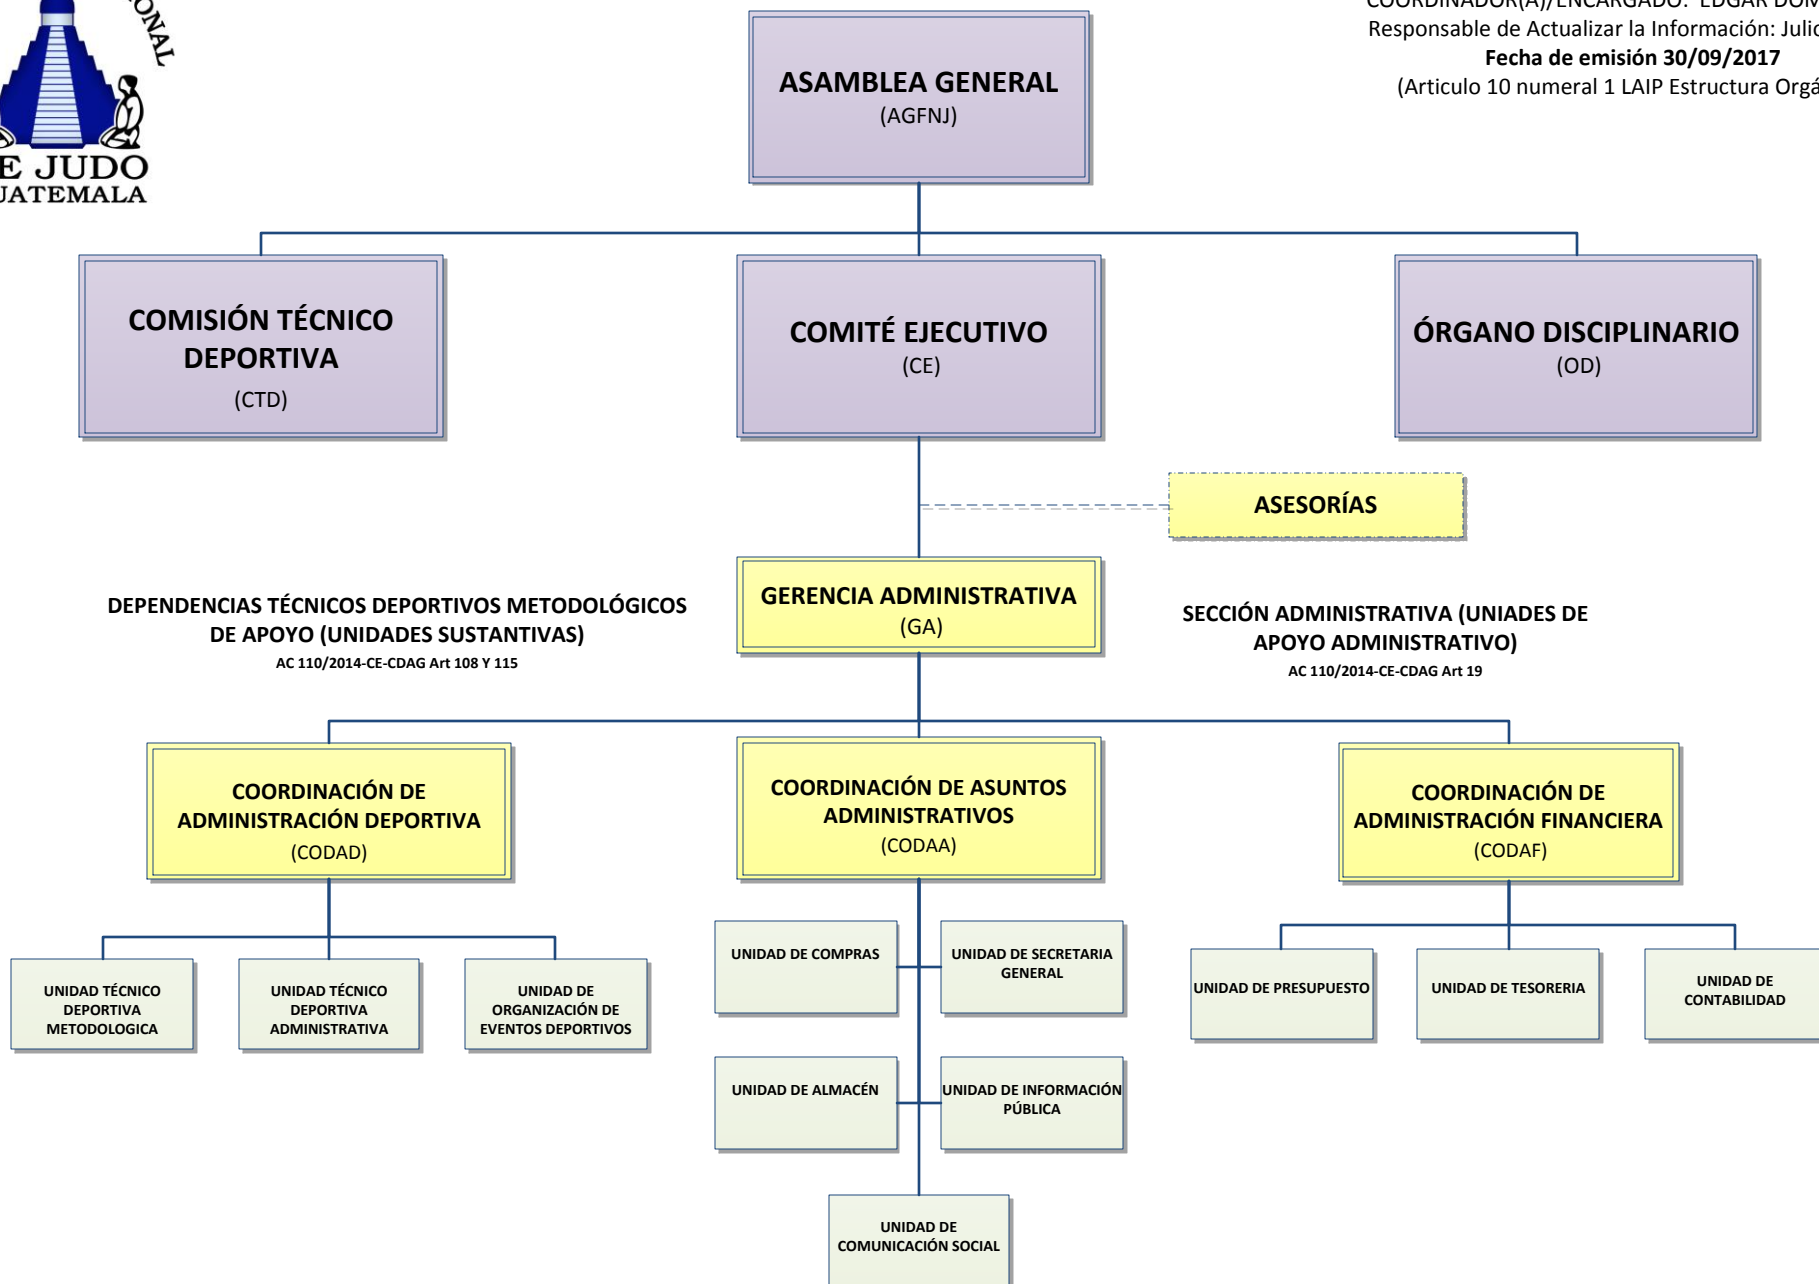 JUDO
COORDINADOR(A)/ENCARGADO: EDGAR
Responsable de Actualizar la Información:
Fecha de emisión 30/09/2017
(Articulo 10 numeral 1 LAIP Estructura
ASAMBLEA GENERAL
(AGFNJ)
COMISIÓN TÉCNICO
DEPORTIVA
(CTD)
COMITÉ EJECUTIVO
(CE)
ÓRGANO DISCIPLINARIO
(OD)
ASESORÍAS
GERENCIA ADMINISTRATIVA
(GA)
DEPENDENCIAS TÉCNICOS DEPORTIVOS METODOLÓGICOS
DE APOYO (UNIDADES SUSTANTIVAS)
AC 110/2014-CE-CDAG Art 108 Y 115
SECCIÓN ADMINISTRATIVA (UNIADES DE
APOYO ADMINISTRATIVO)
AC 110/2014-CE-CDAG Art 19
COORDINACIÓN DE
ADMINISTRACIÓN DEPORTIVA
(CODAD)
COORDINACIÓN DE ASUNTOS
ADMINISTRATIVOS
(CODAA)
COORDINACIÓN DE
ADMINISTRACIÓN FINANCIERA
(CODAF)
UNIDAD TÉCNICO
DEPORTIVA
METODOLOGICA
UNIDAD TÉCNICO
DEPORTIVA
ADMINISTRATIVA
UNIDAD DE
ORGANIZACIÓN DE
EVENTOS DEPORTIVOS
UNIDAD DE COMPRAS
UNIDAD DE SECRETARIA
GENERAL
UNIDAD DE ALMACÉN
UNIDAD DE INFORMACIÓN
PÚBLICA
UNIDAD DE
COMUNICACIÓN SOCIAL
UNIDAD DE PRESUPUESTO
UNIDAD DE TESORERIA
UNIDAD DE
CONTABILIDAD